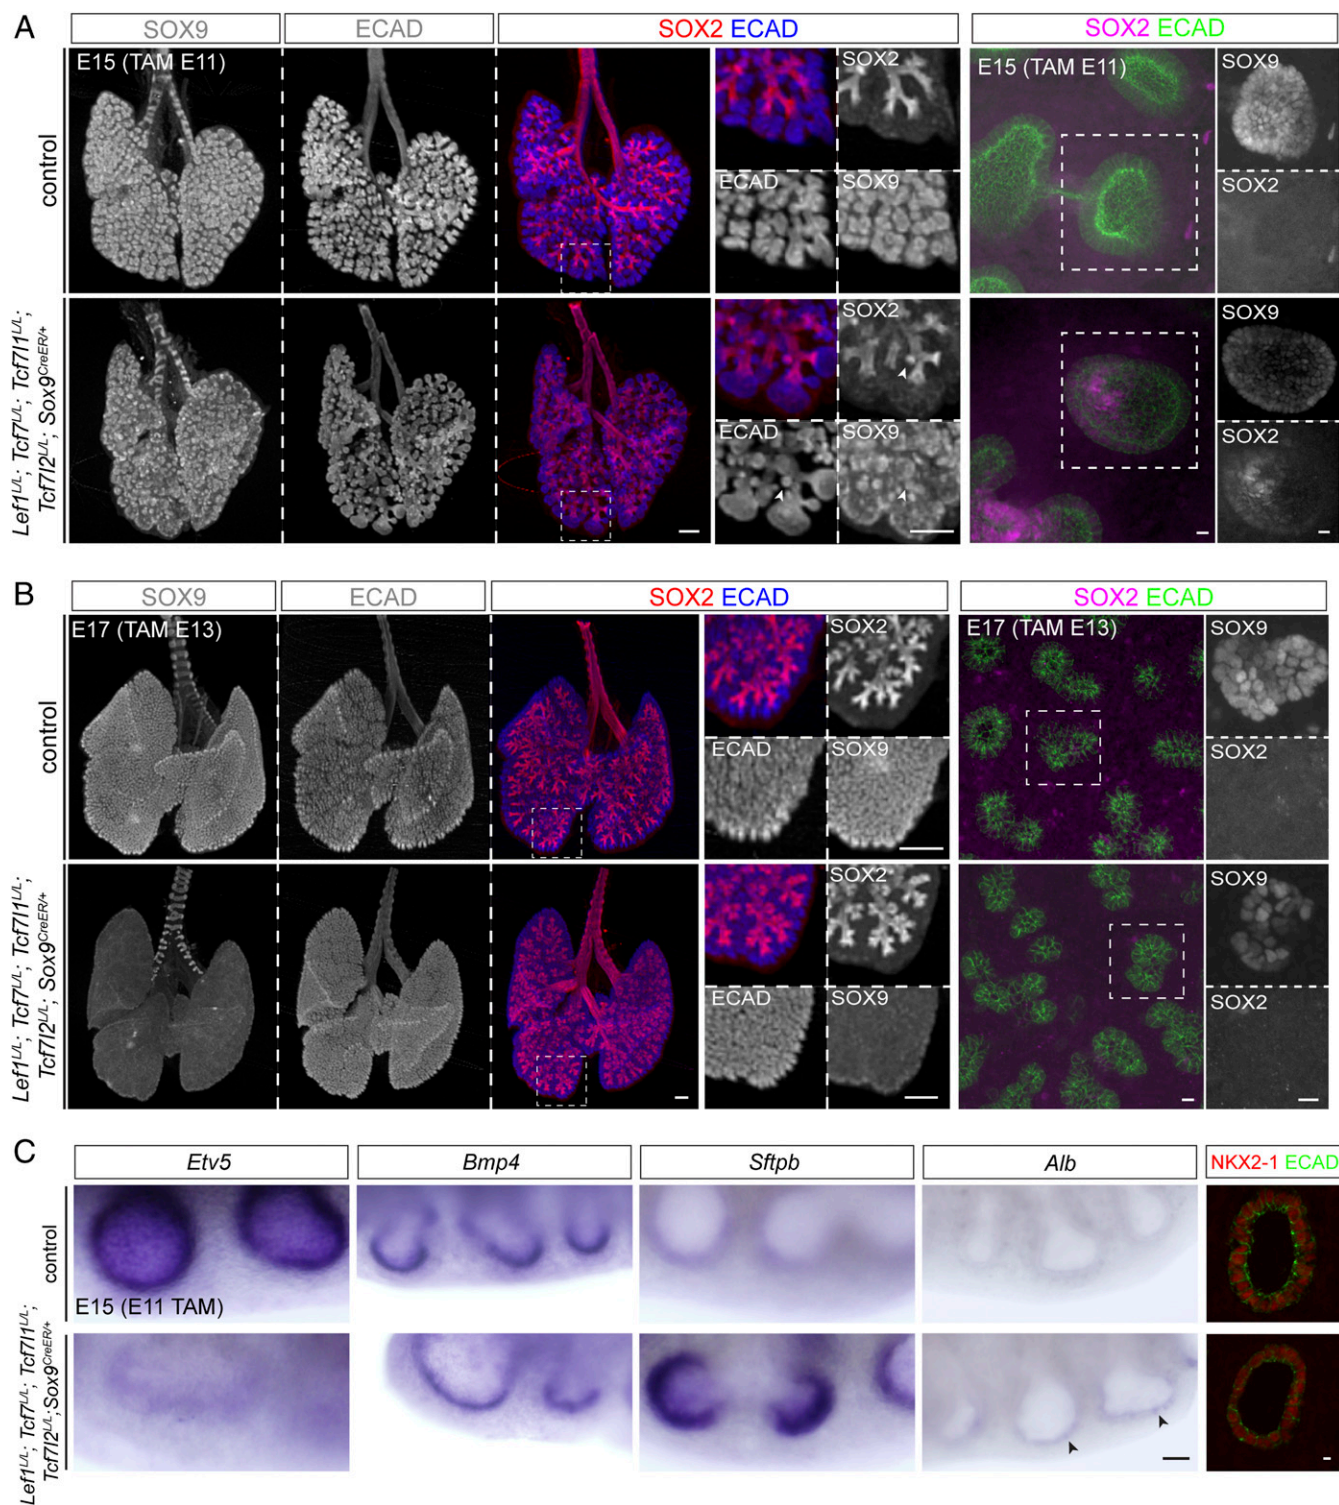 A
SOX9
ECAD
SOX2 ECAD
SOX2 ECAD
control
E15 (TAM E11)
SOX2
ECAD
SOX9
E15 (TAM E11)
SOX9
SOX2
Lef1L/L; Tcf7L/L; Tcf7l1L/L;
Tcf7l2L/L; Sox9CreER/+
SOX2
ECAD
SOX9
SOX9
SOX2
B
SOX9
ECAD
SOX2 ECAD
SOX2 ECAD
control
E17 (TAM E13)
SOX2
ECAD
SOX9
E17 (TAM E13)
SOX9
SOX2
Lef1L/L; Tcf7L/L; Tcf7l1L/L;
Tcf7l2L/L; Sox9CreER/+
SOX2
ECAD
SOX9
SOX9
SOX2
C
Etv5
Bmp4
Sftpb
Alb
NKX2-1 ECAD
control
E15 (E11 TAM)
Lef1L/L; Tcf7L/L; Tcf7l1L/L;
Tcf7l2L/L;Sox9CreER/+